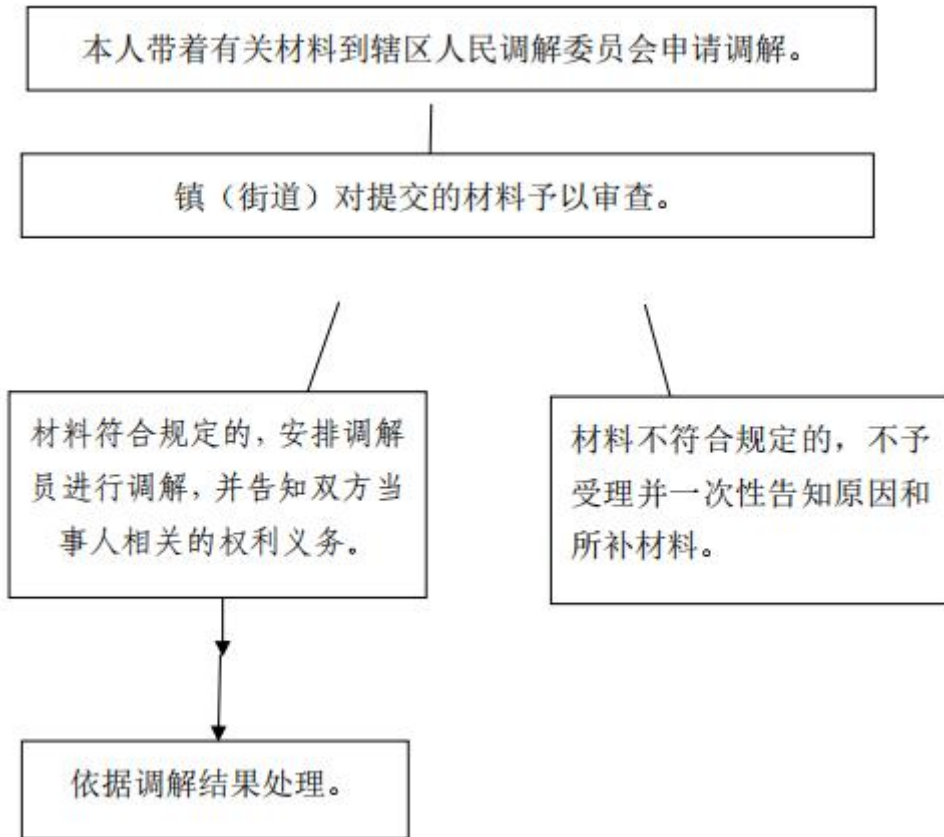 本人带着有关材料到辖区人民调解委员会申请调解。
镇（街道）对提交的材料予以审查。
材料符合规定的，安排调解
员进行调解，并告知双方当
事人相关的权利义务。
材料不符合规定的，不予
受理并一次性告知原因和
所补材料。
依据调解结果处理。